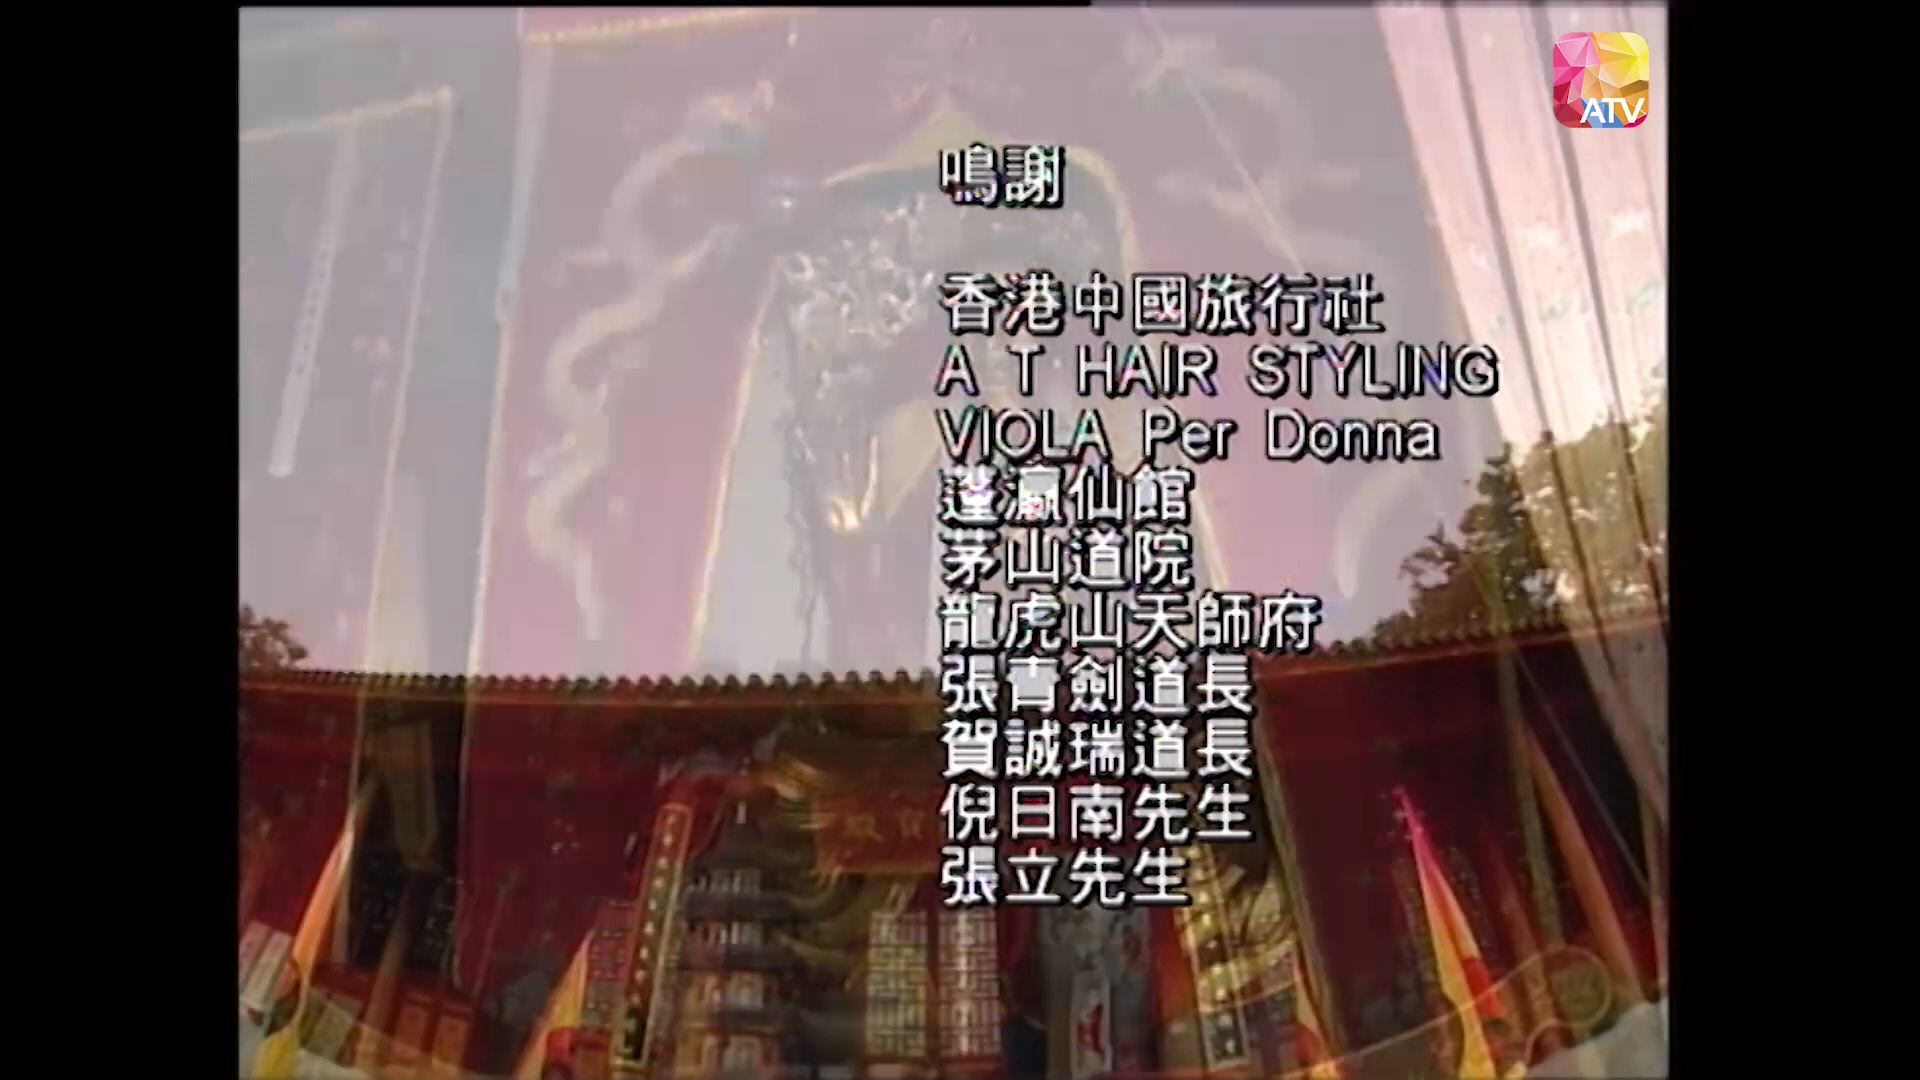 ATV
鳴謝
香港中國旅行社
A T HAIR STYLING
VIOLA Per Donna
蓬瀛仙館
茅山道院
龍虎山天師府
張青劍道長
賀誠瑞道長
倪日南先生
張立先生